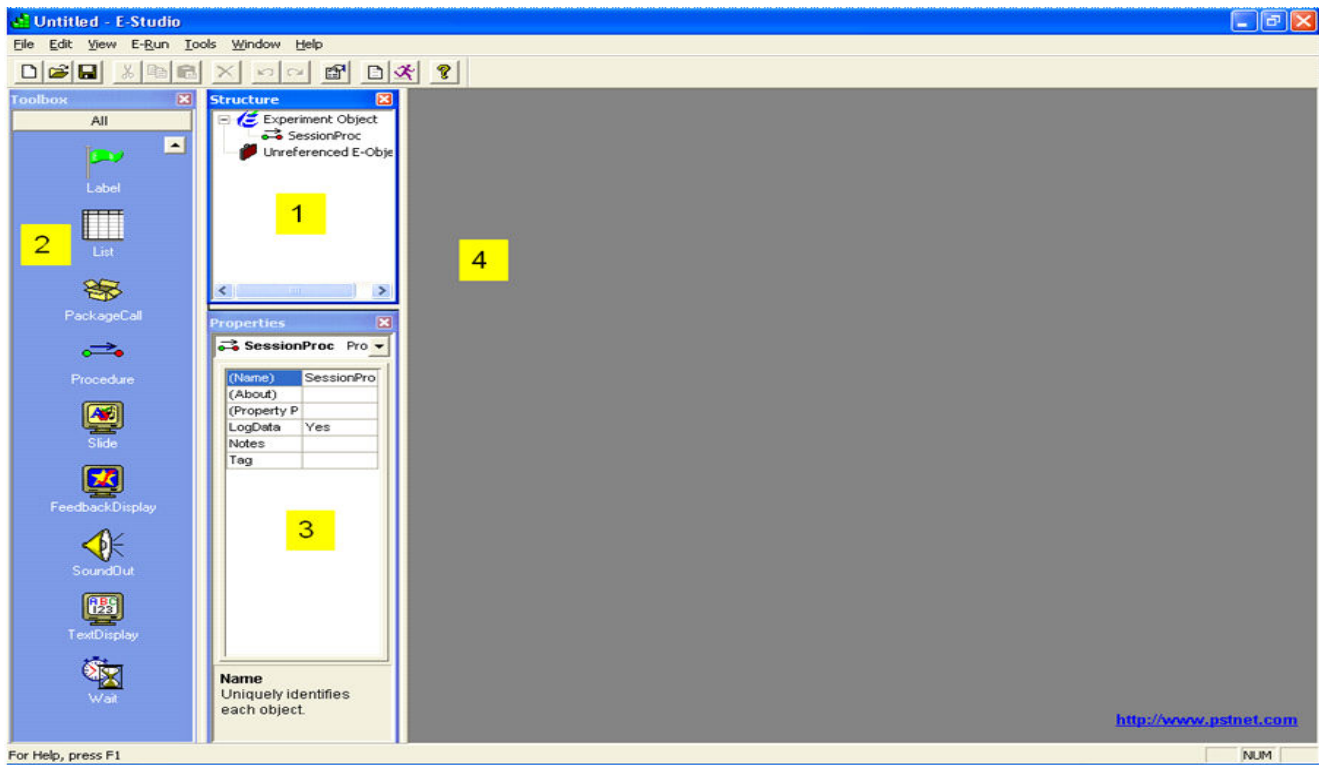 Untitled - E-Studio
File Edit View E-Run Tools Window Help
Toolbox
All
Label
2
List
PackageCall
Procedure
Slide
FeedbackDisplay
SoundOut
TextDisplay
Wait
Structure
Experiment Object
SessionProc
Unreferenced E-Obje
1
Properties
SessionProc Pro
(Name) SessionPro
(About)
(Property P
LogData Yes
Notes
Tag
3
Name
Uniquely identifies
each object.
4
http://www.pstnet.com
For Help, press F1
NUM